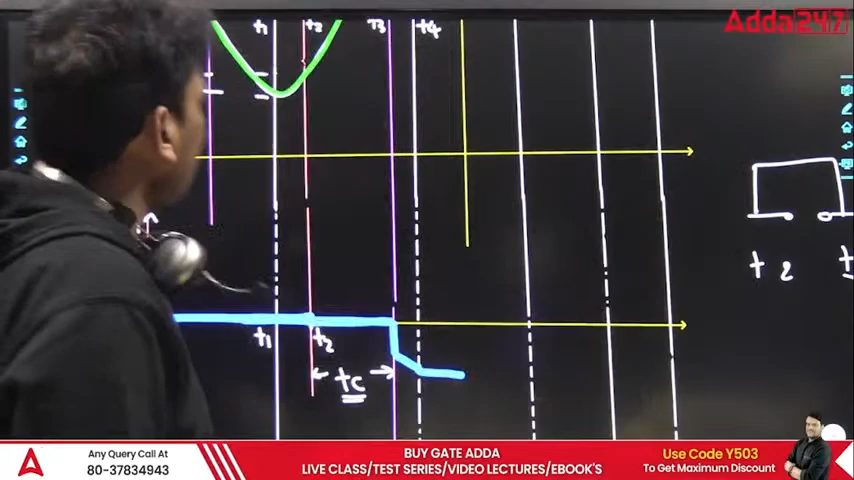 t1 t2 t3 t4
Adda247
t2
t1 t2
tc
Any Query Call At
80-37834943
BUY GATE ADDA
LIVE CLASS/TEST SERIES/VIDEO LECTURES/EBOOK'S
Use Code Y503
To Get Maximum Discount